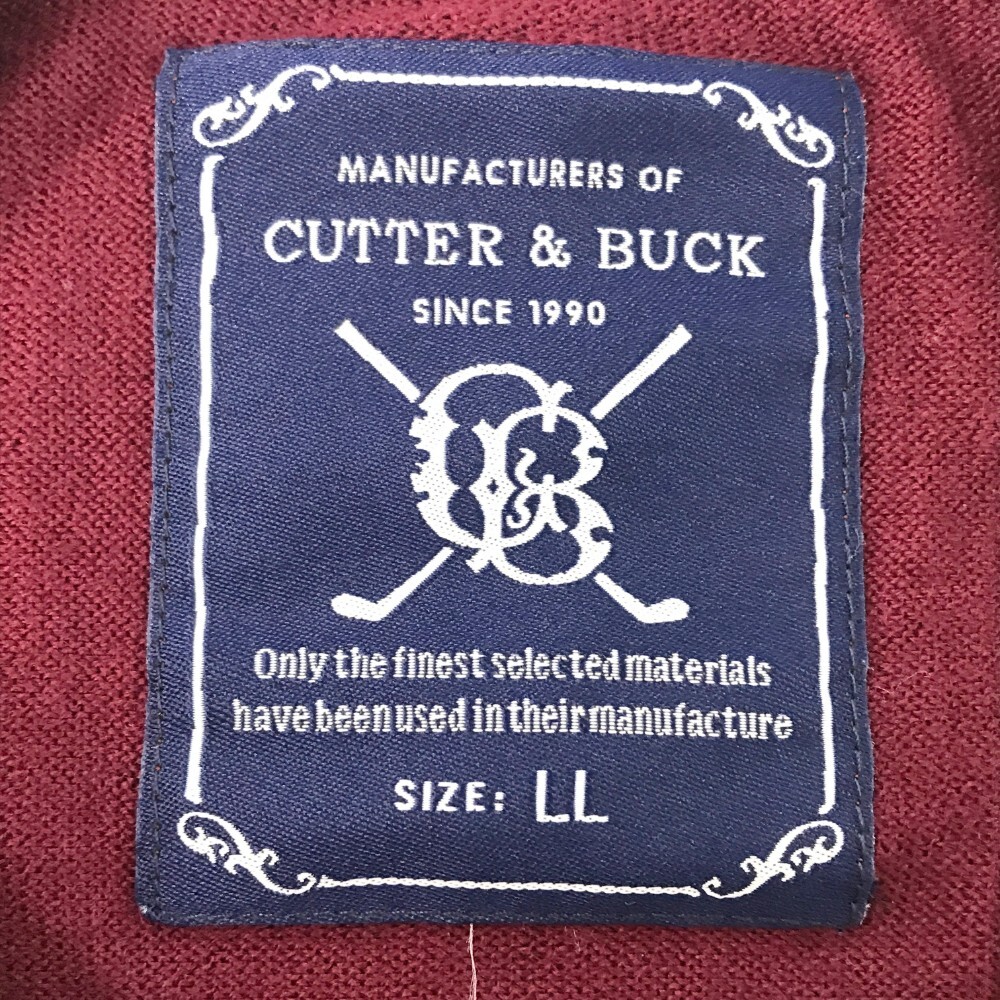 MANUFACTURERS OF
CUTTER & BUCK
SINCE 1990
C&B
Only the finest selected materials
have been used in their manufacture
SIZE: LL